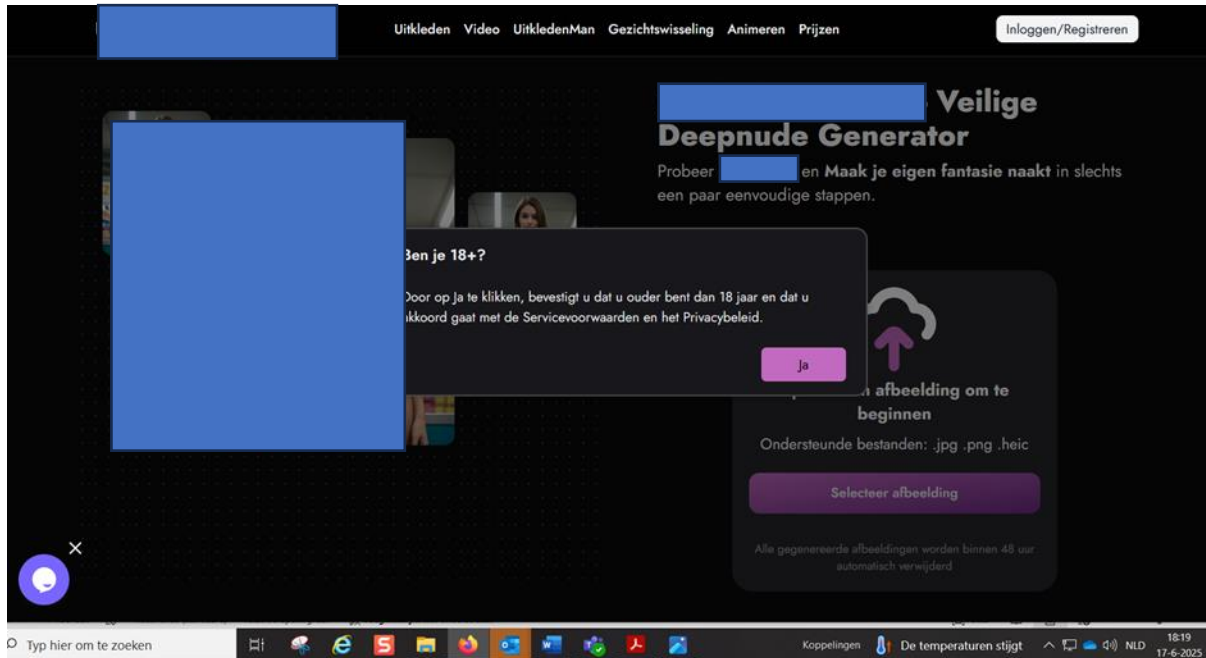 Uitkleden Video UitkledenMan Gezichtswisseling Animeren Prijzen
Inloggen/Registreren
Veilige
Deepnude Generator
Probeer en Maak je eigen fantasie naakt in slechts
een paar eenvoudige stappen.
Ben je 18+?
Door op Ja te klikken, bevestigt u dat u ouder bent dan 18 jaar en dat u
akkoord gaat met de Servicevoorwaarden en het Privacybeleid.
Ja
afbeelding om te
beginnen
Ondersteunde bestanden: .jpg .png .heic
Selecteer afbeelding
Alle gegenereerde afbeeldingen worden binnen 48 uur
automatisch verwijderd
Typ hier om te zoeken
Koppelingen
De temperaturen stijgt
NLD
18:19
17-6-2025